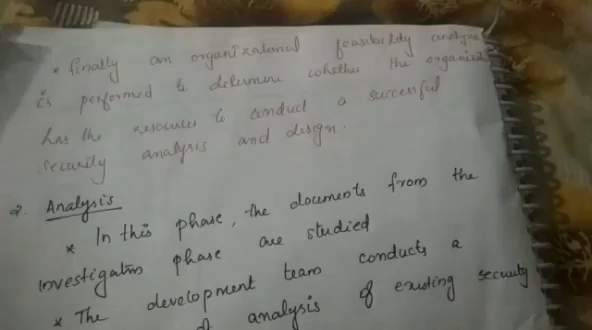 * Finally an organizational feasibility analysis
is performed to determine whether the organizati
has the resources to conduct a successful
security analysis and design.
2. Analysis
* In this phase, the documents from the
investigation phase are studied
* The development team conducts a
of analysis of existing security